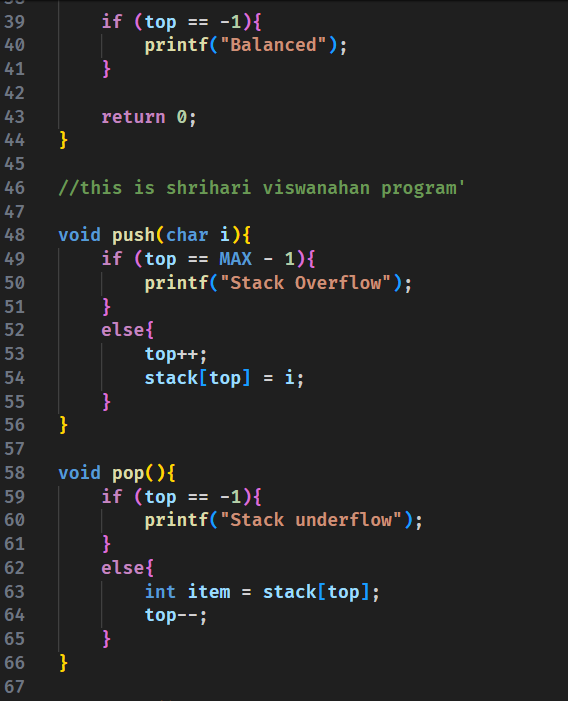 39 if (top == -1){
40 printf("Balanced");
41 }
42
43 return 0;
44 }
45
46 //this is shrihari viswanahan program'
47
48 void push(char i){
49 if (top == MAX - 1){
50 printf("Stack Overflow");
51 }
52 else{
53 top++;
54 stack[top] = i;
55 }
56 }
57
58 void pop(){
59 if (top == -1){
60 printf("Stack underflow");
61 }
62 else{
63 int item = stack[top];
64 top--;
65 }
66 }
67